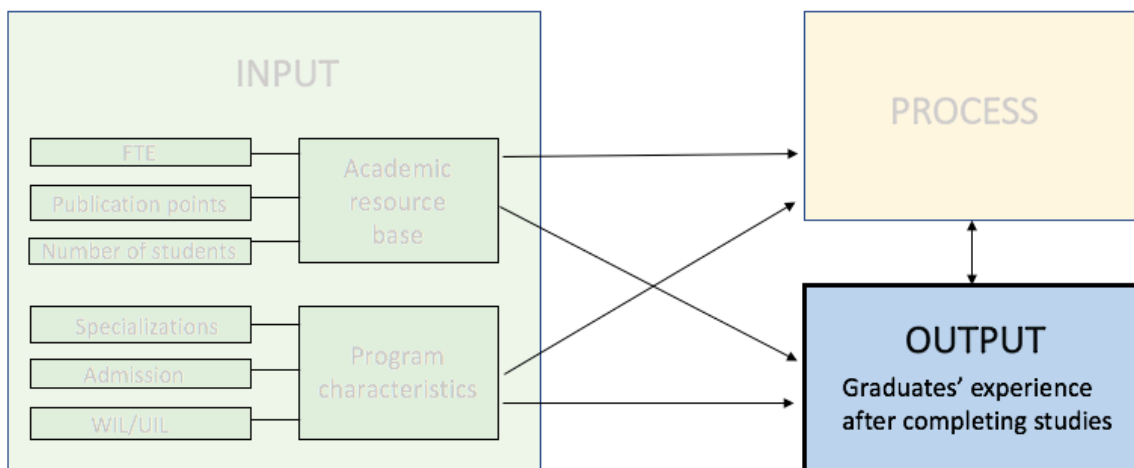 INPUT
FTE
Publication points
Number of students
Academic
resource
base
Specializations
Admission
WIL/UIL
Program
characteristics
PROCESS
OUTPUT
Graduates’ experience
after completing studies